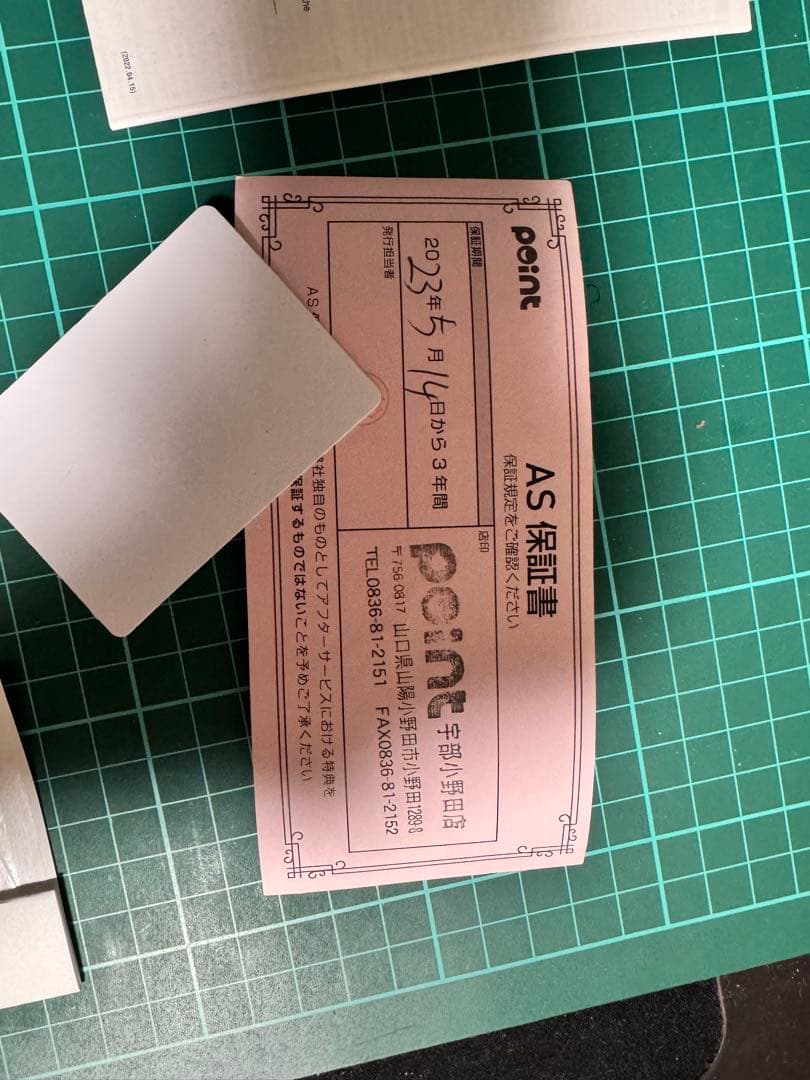 (2022.04.15)
he
point
AS 保証書
保証規定をご確認ください
保証期間
2023年5月14日から3年間
発行担当者
店印
point 宇部小野田店
〒756 0817 山口県山陽小野田市小野田1289-8
TEL0836-81-2151 FAX0836-81-2152
AS
社独自のものとしてアフターサービスにおける特典を
保証するものではないことを予めご了承ください